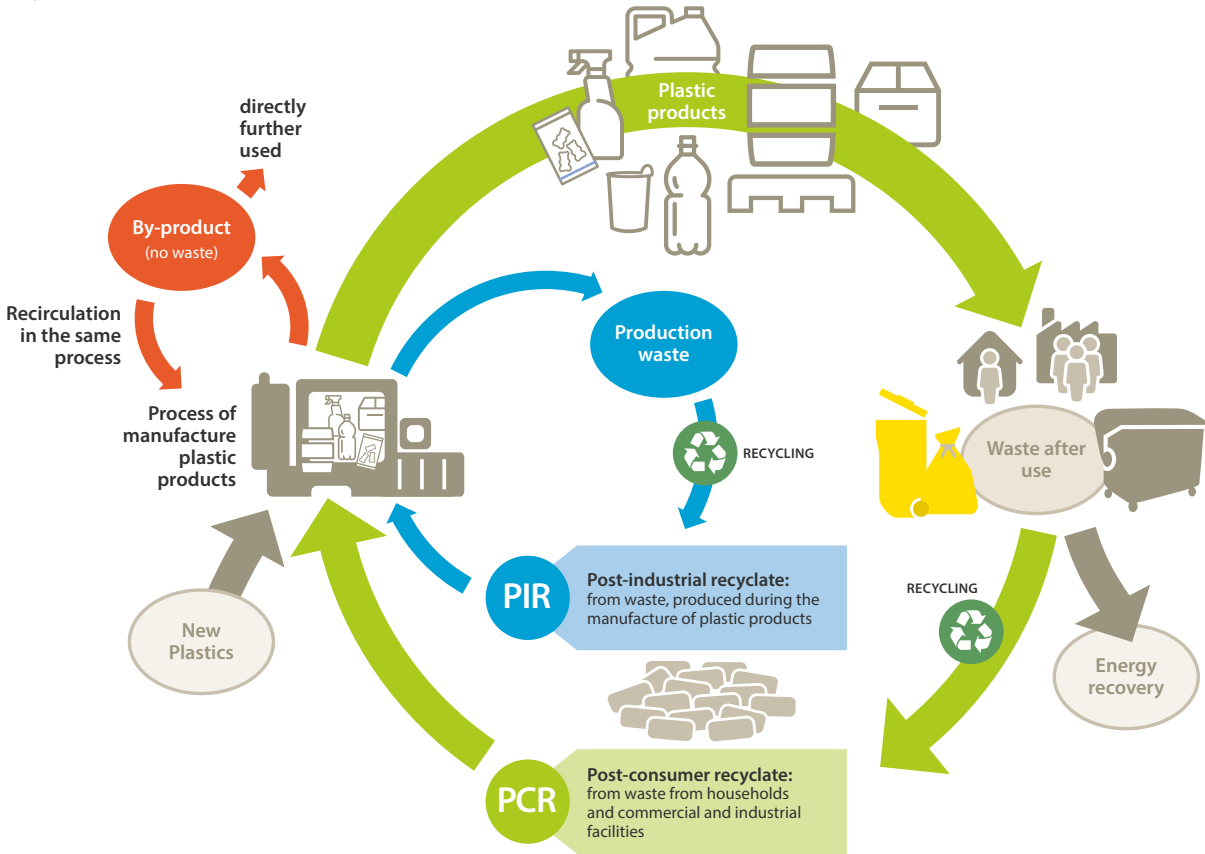 Plastic
products
directly
further
used
By-product
(no waste)
Recirculation
in the same
process
Production
waste
Process of
manufacture
plastic
products
RECYCLING
Waste after
use
PIR
Post-industrial recyclate:
from waste, produced during the
manufacture of plastic products
RECYCLING
New
Plastics
Energy
recovery
PCR
Post-consumer recyclate:
from waste from households
and commercial and industrial
facilities